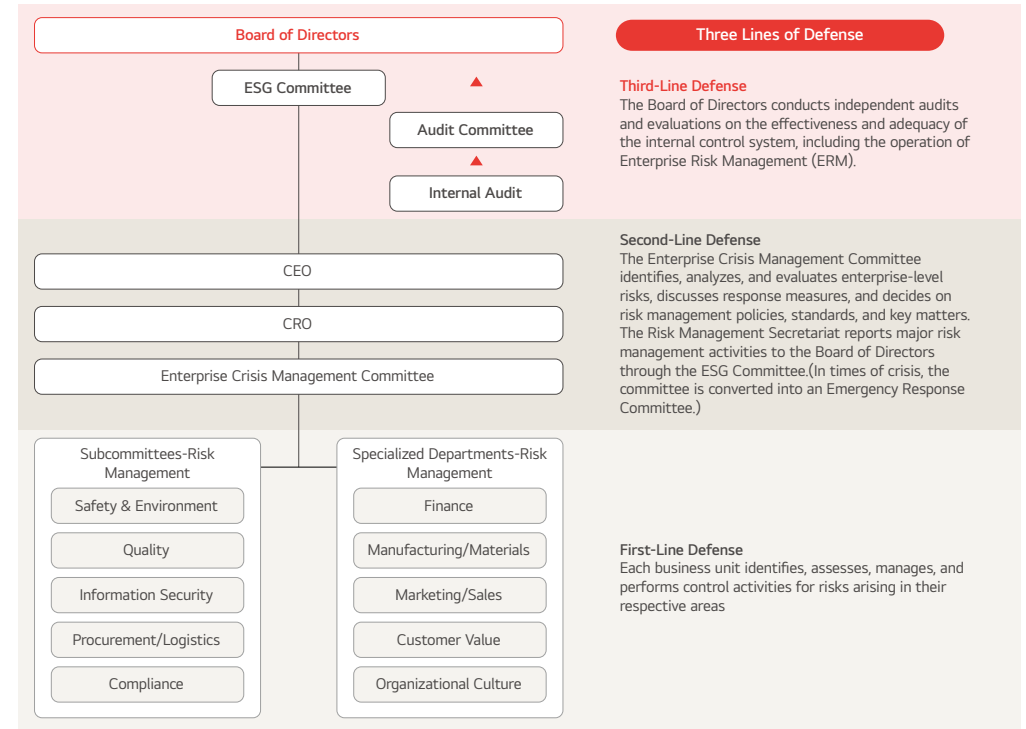 Board of Directors
ESG Committee
Audit Committee
Internal Audit
Three Lines of Defense
Third-Line Defense
The Board of Directors conducts independent audits
and evaluations on the effectiveness and adequacy of
the internal control system, including the operation of
Enterprise Risk Management (ERM).
CEO
CRO
Enterprise Crisis Management Committee
Second-Line Defense
The Enterprise Crisis Management Committee
identifies, analyzes, and evaluates enterprise-level
risks, discusses response measures, and decides on
risk management policies, standards, and key matters.
The Risk Management Secretariat reports major risk
management activities to the Board of Directors
through the ESG Committee.(In times of crisis, the
committee is converted into an Emergency Response
Committee.)
Subcommittees-Risk
Management
Safety & Environment
Quality
Information Security
Procurement/Logistics
Compliance
Specialized Departments-Risk
Management
Finance
Manufacturing/Materials
Marketing/Sales
Customer Value
Organizational Culture
First-Line Defense
Each business unit identifies, assesses, manages, and
performs control activities for risks arising in their
respective areas